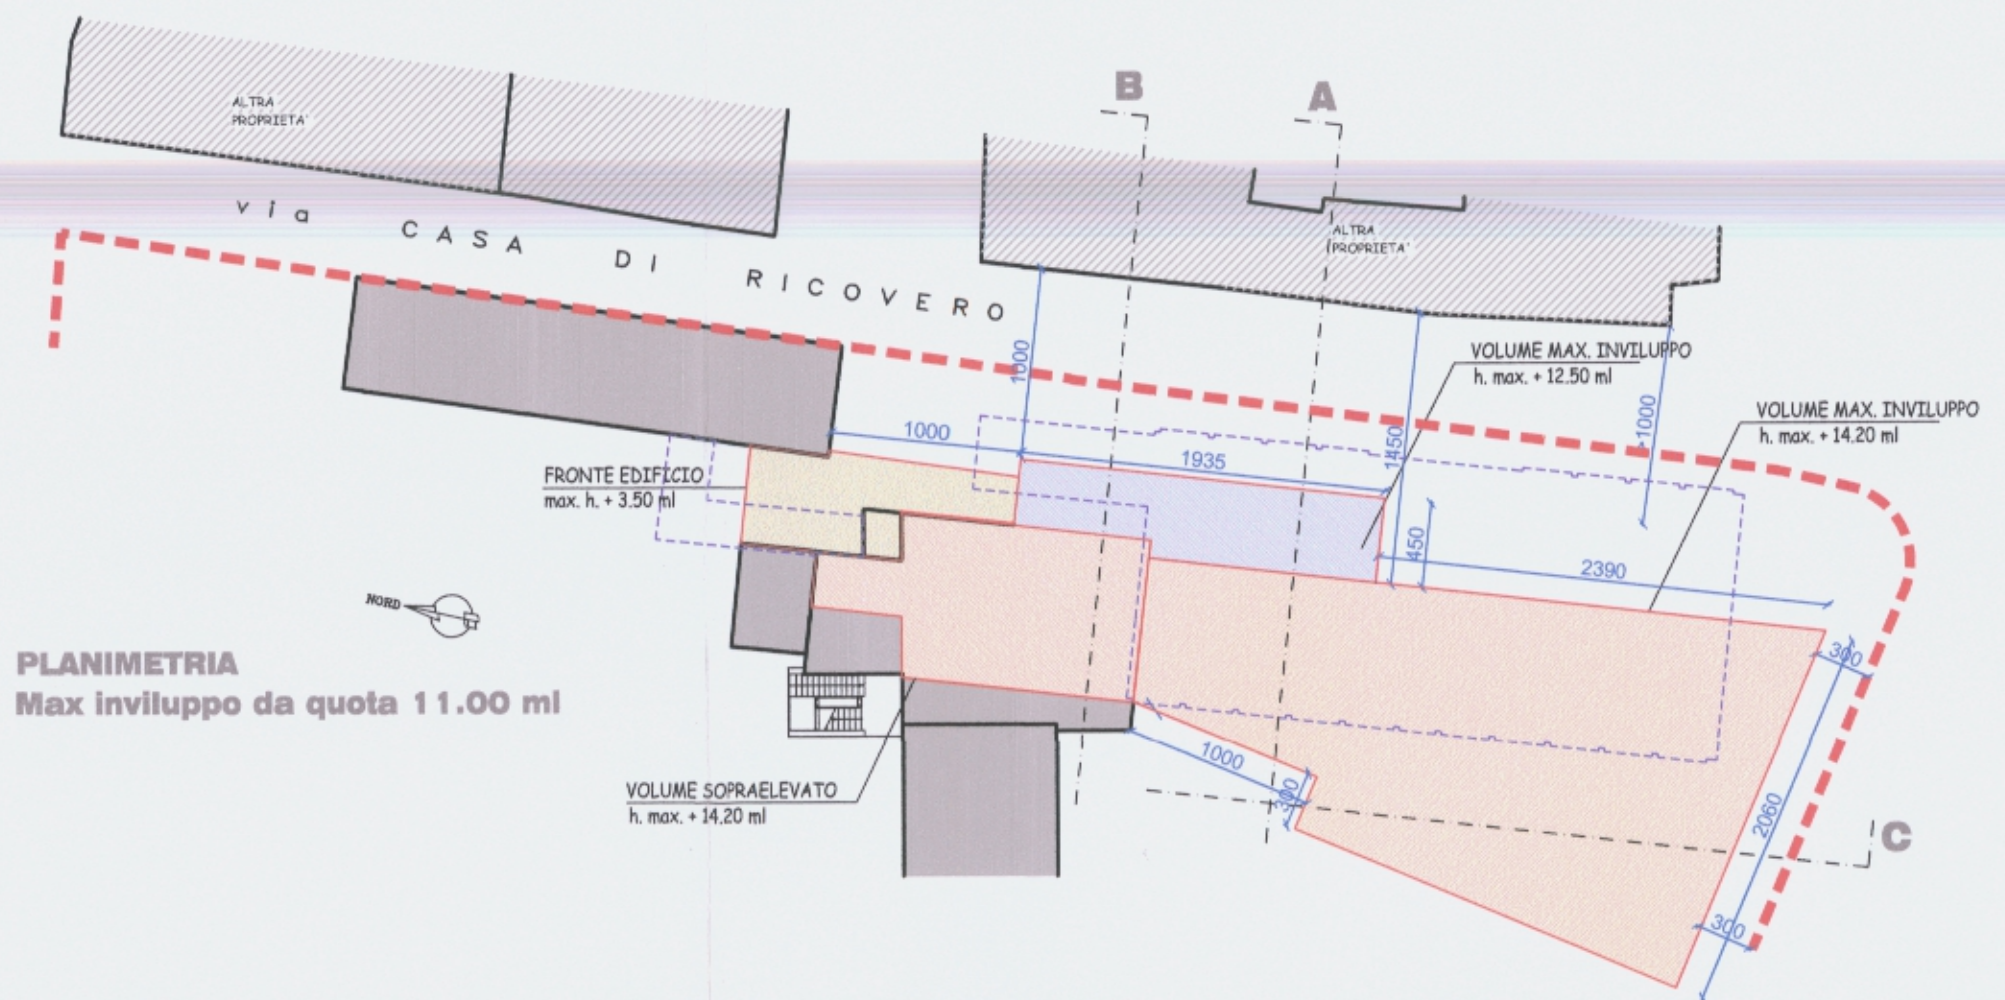 B
A
ALTRA
PROPRIETA'
via CASA DI RICOVERO
ALTRA
PROPRIETA'
1000
VOLUME MAX. INVILUPPO
h. max. + 12.50 ml
VOLUME MAX. INVILUPPO
h. max. + 14.20 ml
1000
1450
1000
1935
FRONTE EDIFICIO
max. h. + 3.50 ml
450
2390
NORD
PLANIMETRIA
Max inviluppo da quota 11.00 ml
300
1000
300
VOLUME SOPRAELEVATO
h. max. + 14.20 ml
2060
C
300